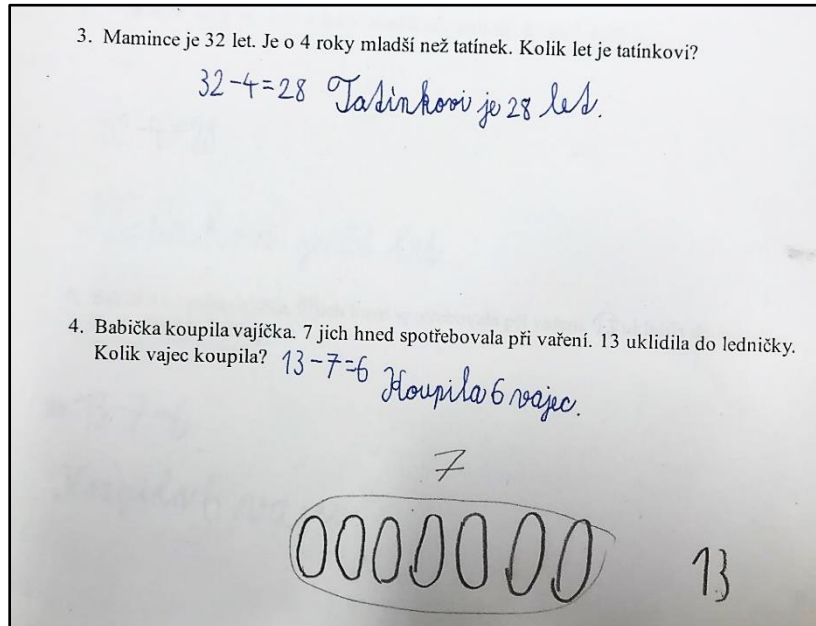 3. Mamince je 32 let. Je o 4 roky mladší než tatínek. Kolik let je tatínkovi?
32-4=28 Tatínkovi je 28 let.
4. Babička koupila vajíčka. 7 jich hned spotřebovala při vaření. 13 uklidila do ledničky.
Kolik vajec koupila? 13-7=6 Koupila 6 vajec.
7
13